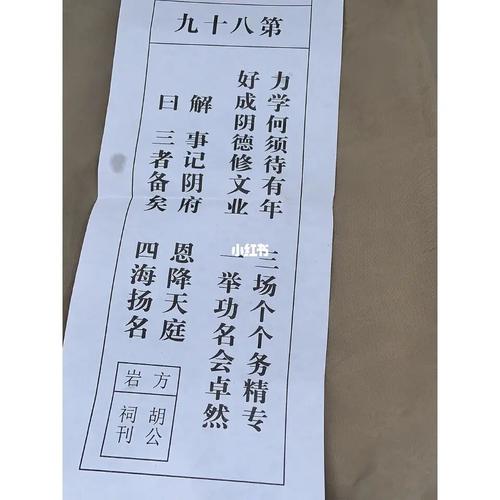 第八十九
力学何须待有年 三场个个务精专
好成阴德修文业 一举功名会卓然
解 事记阴府 恩降天庭
曰 三者备矣 四海扬名
方岩
胡公
祠刊
小红书